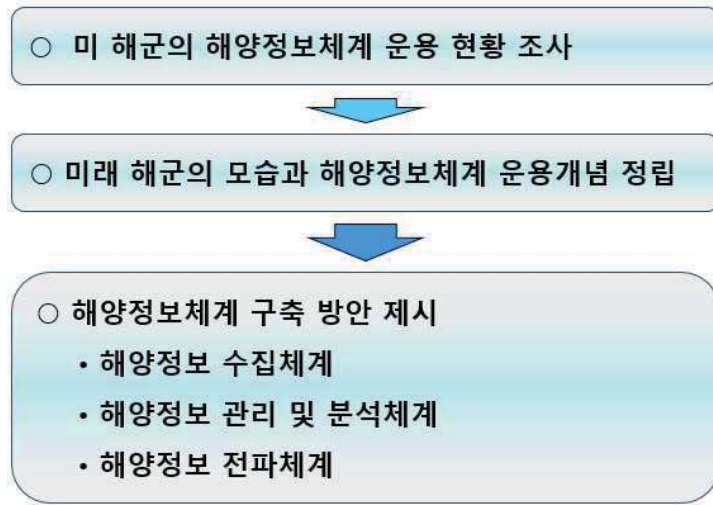 ○ 미 해군의 해양정보체계 운용 현황 조사
○ 미래 해군의 모습과 해양정보체계 운용개념 정립
○ 해양정보체계 구축 방안 제시
• 해양정보 수집체계
• 해양정보 관리 및 분석체계
• 해양정보 전파체계